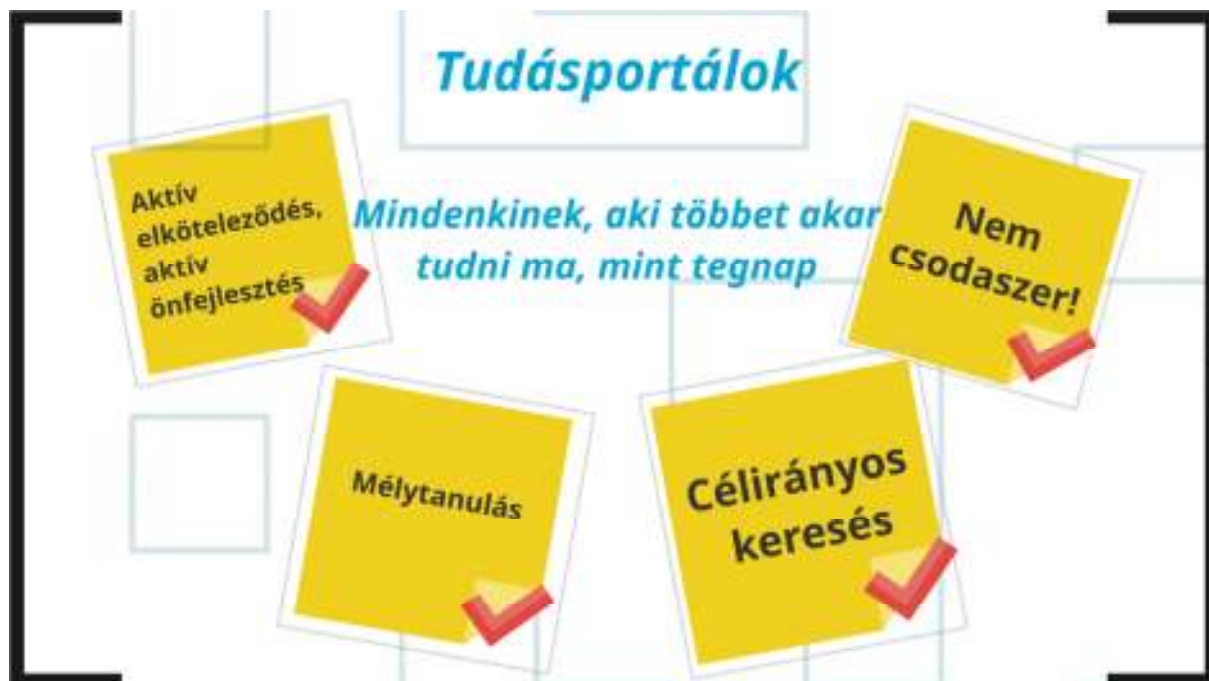 Tudásportálok
Mindenkinek, aki többet akar
tudni ma, mint tegnap
Aktív
elköteleződés,
aktív
önfejlesztés
Nem
csodaszer!
Mélytanulás
Célirányos
keresés